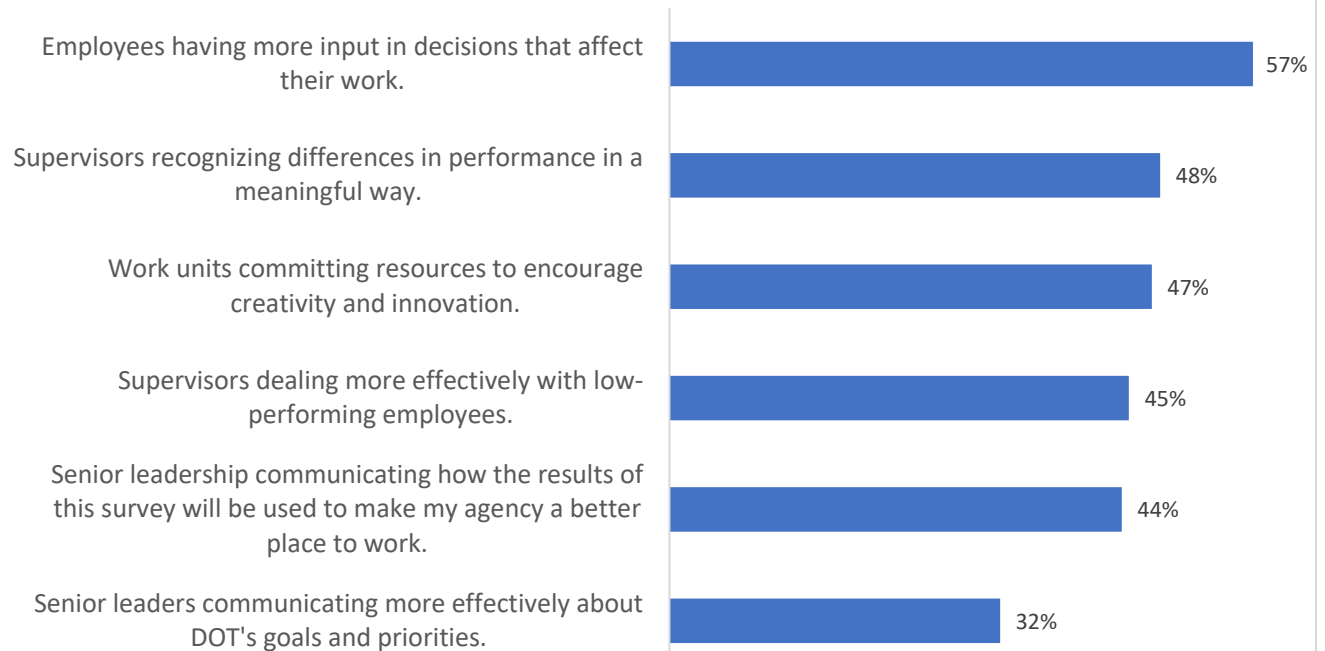 Employees having more input in decisions that affect
their work.
57%
Supervisors recognizing differences in performance in a
meaningful way.
48%
Work units committing resources to encourage
creativity and innovation.
47%
Supervisors dealing more effectively with low-
performing employees.
45%
Senior leadership communicating how the results of
this survey will be used to make my agency a better
place to work.
44%
Senior leaders communicating more effectively about
DOT's goals and priorities.
32%